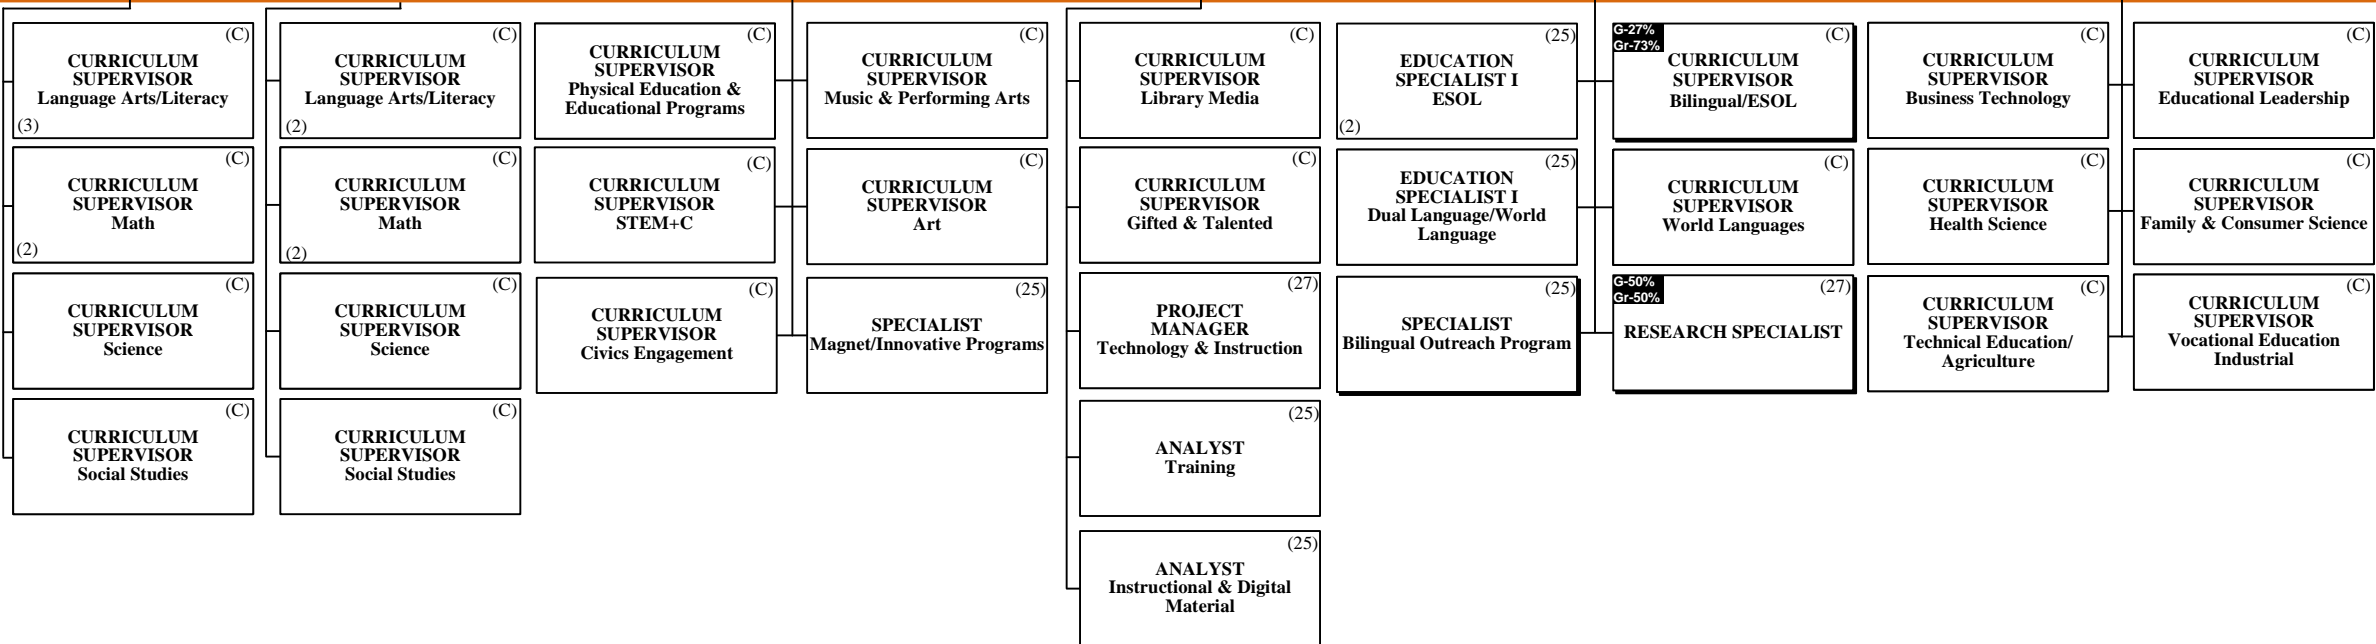 (C)
CURRICULUM
SUPERVISOR
Language Arts/Literacy
(3)
(C)
CURRICULUM
SUPERVISOR
Math
(2)
(C)
CURRICULUM
SUPERVISOR
Science
(C)
CURRICULUM
SUPERVISOR
Social Studies
(C)
CURRICULUM
SUPERVISOR
Language Arts/Literacy
(2)
(C)
CURRICULUM
SUPERVISOR
Math
(2)
(C)
CURRICULUM
SUPERVISOR
Science
(C)
CURRICULUM
SUPERVISOR
Social Studies
(C)
CURRICULUM
SUPERVISOR
Physical Education &
Educational Programs
(C)
CURRICULUM
SUPERVISOR
STEM+C
(C)
CURRICULUM
SUPERVISOR
Civics Engagement
(C)
CURRICULUM
SUPERVISOR
Music & Performing Arts
(C)
CURRICULUM
SUPERVISOR
Art
(25)
SPECIALIST
Magnet/Innovative Programs
(C)
CURRICULUM
SUPERVISOR
Library Media
(C)
CURRICULUM
SUPERVISOR
Gifted & Talented
(27)
PROJECT
MANAGER
Technology & Instruction
(25)
ANALYST
Training
(25)
ANALYST
Instructional & Digital
Material
(25)
EDUCATION
SPECIALIST I
ESOL
(2)
(25)
EDUCATION
SPECIALIST I
Dual Language/World
Language
(25)
SPECIALIST
Bilingual Outreach Program
G-27%
Gr-73%
(C)
CURRICULUM
SUPERVISOR
Bilingual/ESOL
(C)
CURRICULUM
SUPERVISOR
World Languages
G-50%
Gr-50%
(27)
RESEARCH SPECIALIST
(C)
CURRICULUM
SUPERVISOR
Business Technology
(C)
CURRICULUM
SUPERVISOR
Health Science
(C)
CURRICULUM
SUPERVISOR
Technical Education/
Agriculture
(C)
CURRICULUM
SUPERVISOR
Educational Leadership
(C)
CURRICULUM
SUPERVISOR
Family & Consumer Science
(C)
CURRICULUM
SUPERVISOR
Vocational Education
Industrial